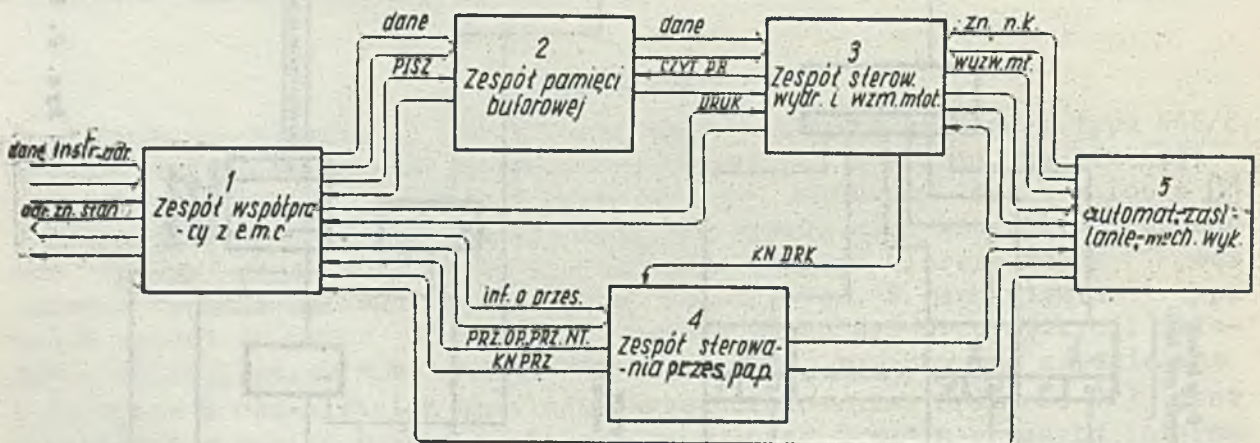 dane
PISZ
2
Zespół pamięci
buforowej
dane
CZYT DR
DRUK
3
Zespół sterow.
wydr. i wzm. młot.
zn. n.k.
wyzw. mł.
dane instr. adr.
adr. zn. stan
1
Zespół współpra-
-cy z e.m.c
5
automat.-zasi-
lanie,-mech. wyk.
KN DRK
inf. o przes.
PRZ. OP., PRZ. NT.
KN PRZ
4
Zespół sterowa-
-nia przes. pap.